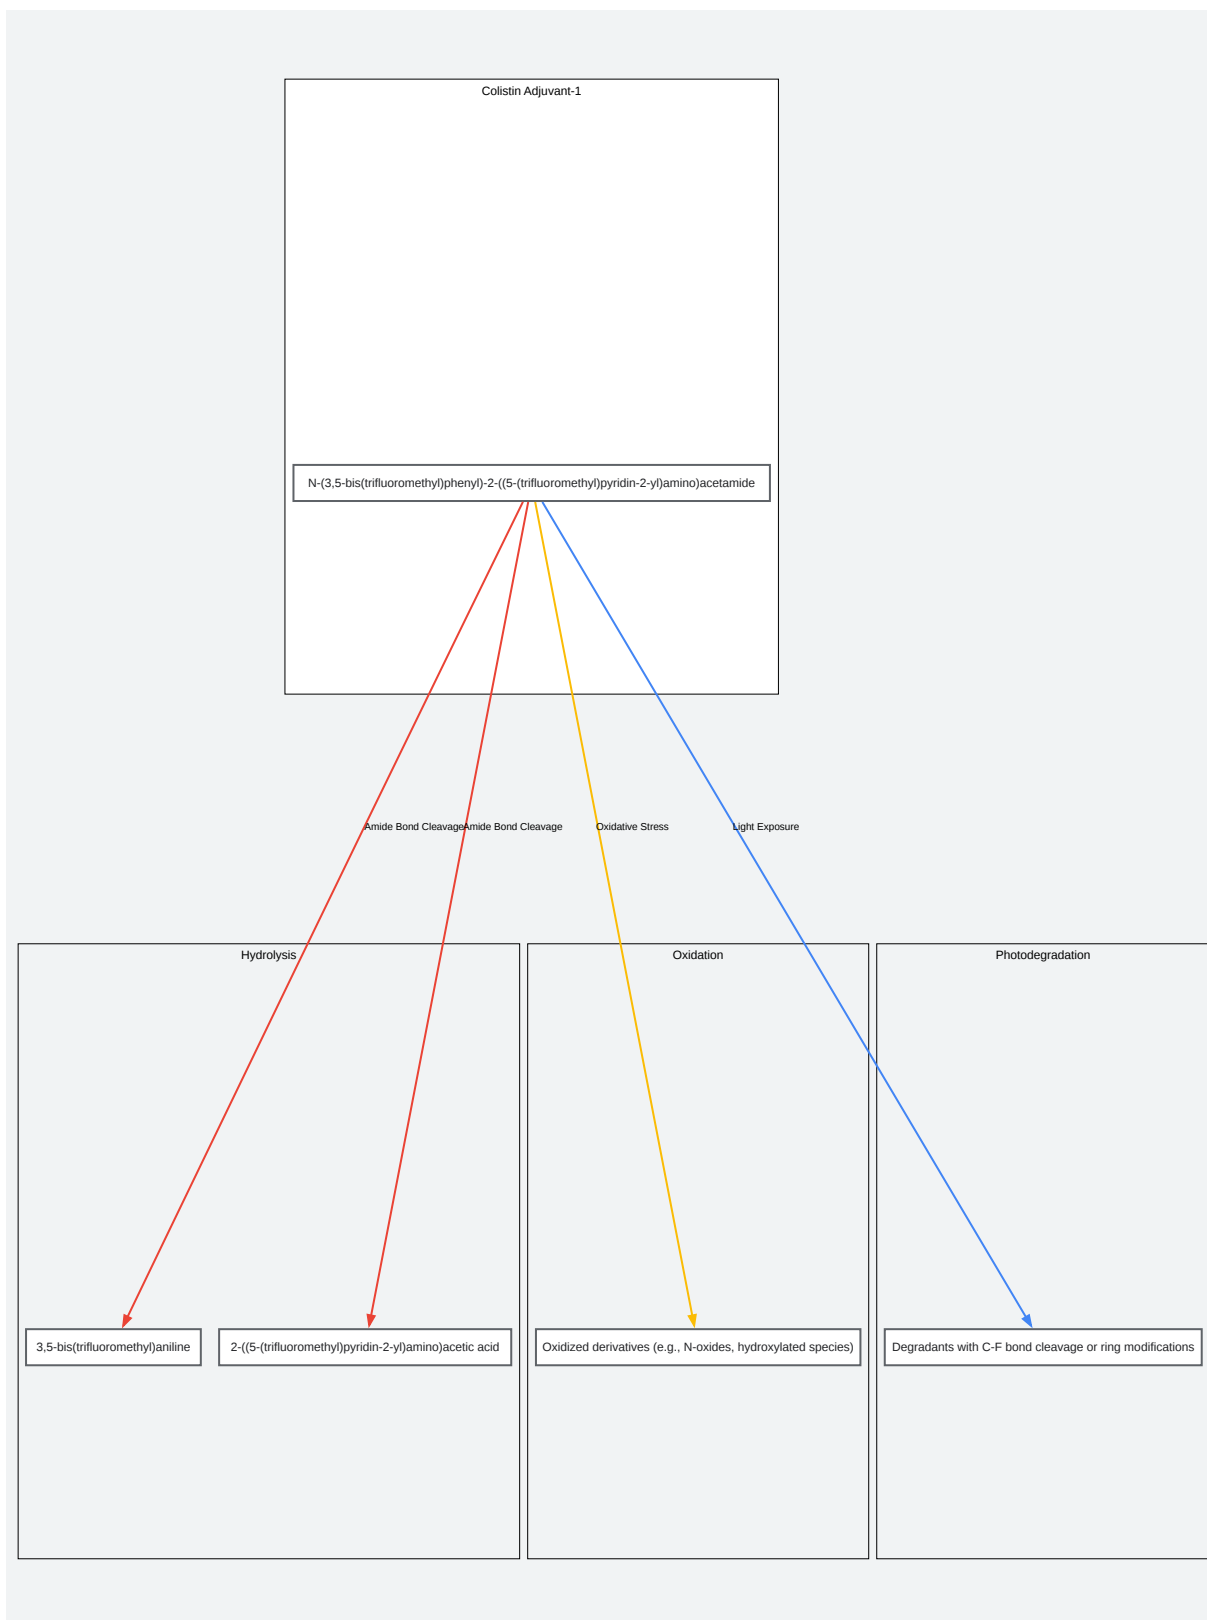 Colistin Adjuvant-1
N-(3,5-bis(trifluoromethyl)phenyl)-2-((5-(trifluoromethyl)pyridin-2-yl)amino)acetamide
Amide Bond Cleavage
Amide Bond Cleavage
Oxidative Stress
Light Exposure
Hydrolysis
Oxidation
Photodegradation
3,5-bis(trifluoromethyl)aniline
2-((5-(trifluoromethyl)pyridin-2-yl)amino)acetic acid
Oxidized derivatives (e.g., N-oxides, hydroxylated species)
Degradants with C-F bond cleavage or ring modifications